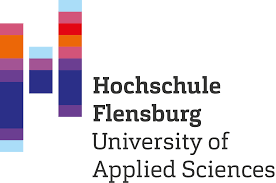 Hochschule
Flensburg
University of
Applied Sciences